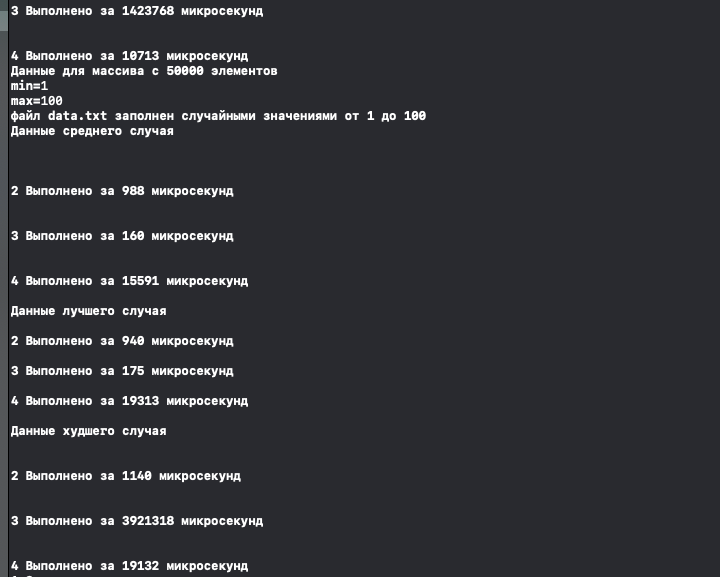 3 Выполнено за 1423768 микросекунд
4 Выполнено за 10713 микросекунд
Данные для массива с 50000 элементов
min=1
max=100
файл data.txt заполнен случайными значениями от 1 до 100
Данные среднего случая
2 Выполнено за 988 микросекунд
3 Выполнено за 160 микросекунд
4 Выполнено за 15591 микросекунд
Данные лучшего случая
2 Выполнено за 940 микросекунд
3 Выполнено за 175 микросекунд
4 Выполнено за 19313 микросекунд
Данные худшего случая
2 Выполнено за 1140 микросекунд
3 Выполнено за 3921318 микросекунд
4 Выполнено за 19132 микросекунд